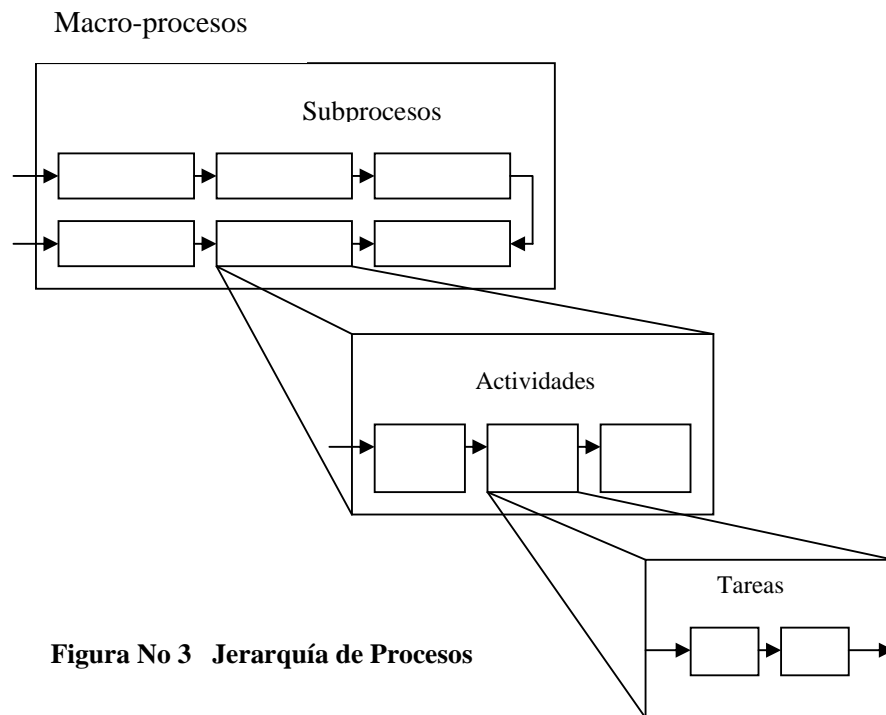 Macro-procesos
Subprocesos
Actividades
Tareas
Figura No 3 Jerarquía de Procesos